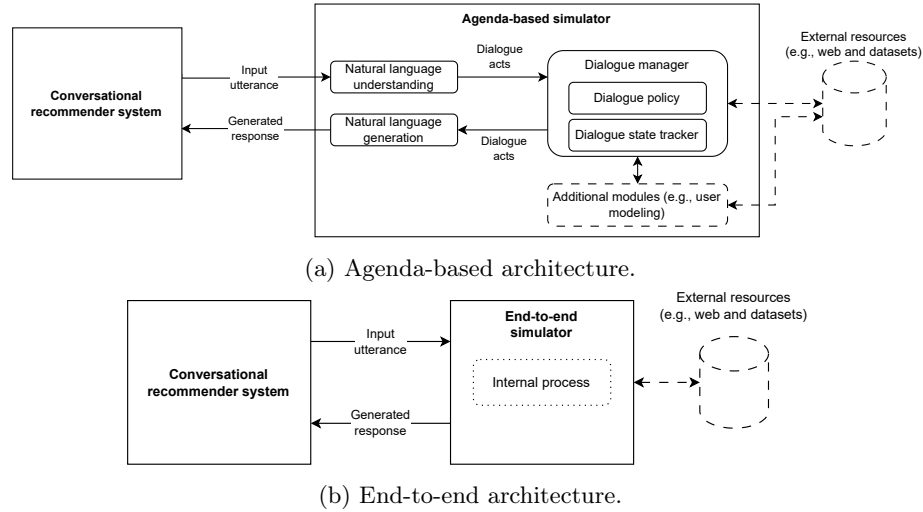 Agenda-based simulator
External resources
(e.g., web and datasets)
Conversational
recommender system
Input
utterance
Natural language
understanding
Dialogue
acts
Dialogue manager
Dialogue policy
Dialogue state tracker
Generated
response
Natural language
generation
Dialogue
acts
Additional modules (e.g., user
modeling)
(a) Agenda-based architecture.
External resources
(e.g., web and datasets)
End-to-end
simulator
Input
utterance
Conversational
recommender system
Internal process
Generated
response
(b) End-to-end architecture.